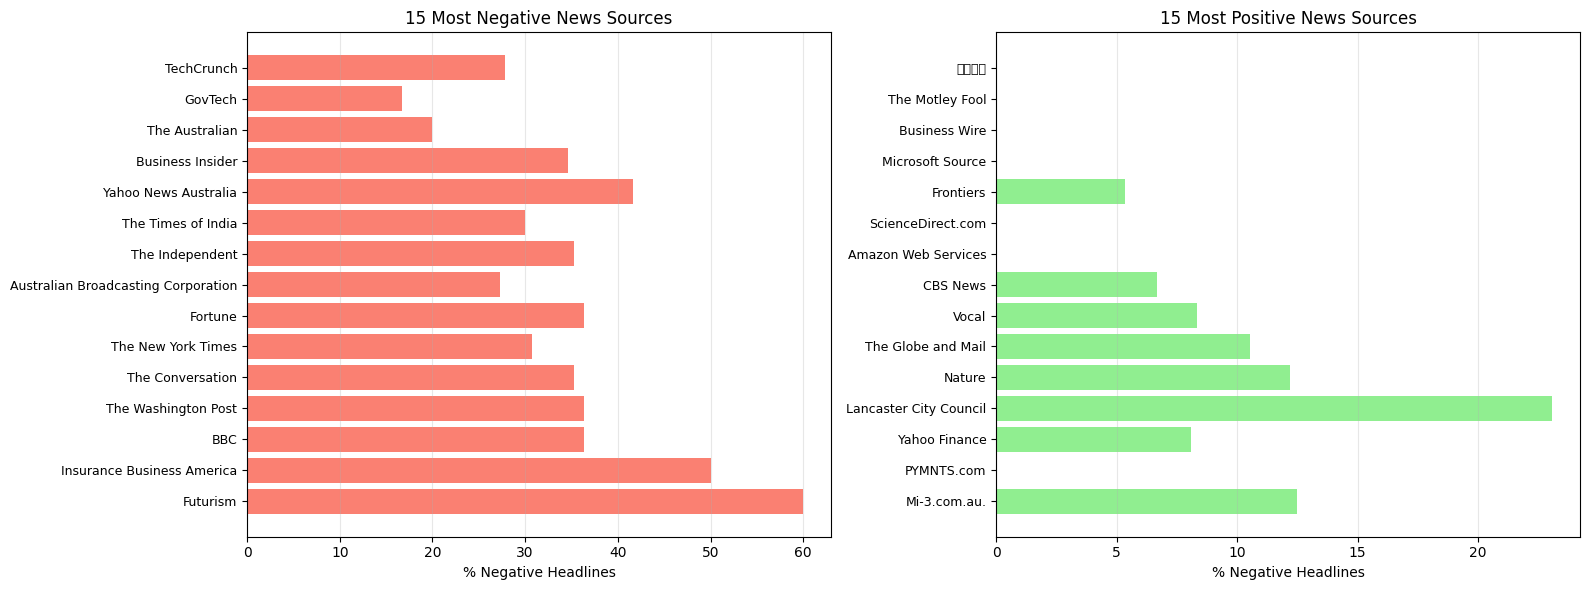 15 Most Negative News Sources
TechCrunch
GovTech
The Australian
Business Insider
Yahoo News Australia
The Times of India
The Independent
Australian Broadcasting Corporation
Fortune
The New York Times
The Conversation
The Washington Post
BBC
Insurance Business America
Futurism
0 10 20 30 40 50 60
% Negative Headlines
15 Most Positive News Sources
The Motley Fool
Business Wire
Microsoft Source
Frontiers
ScienceDirect.com
Amazon Web Services
CBS News
Vocal
The Globe and Mail
Nature
Lancaster City Council
Yahoo Finance
PYMNTS.com
Mi-3.com.au.
0 5 10 15 20
% Negative Headlines